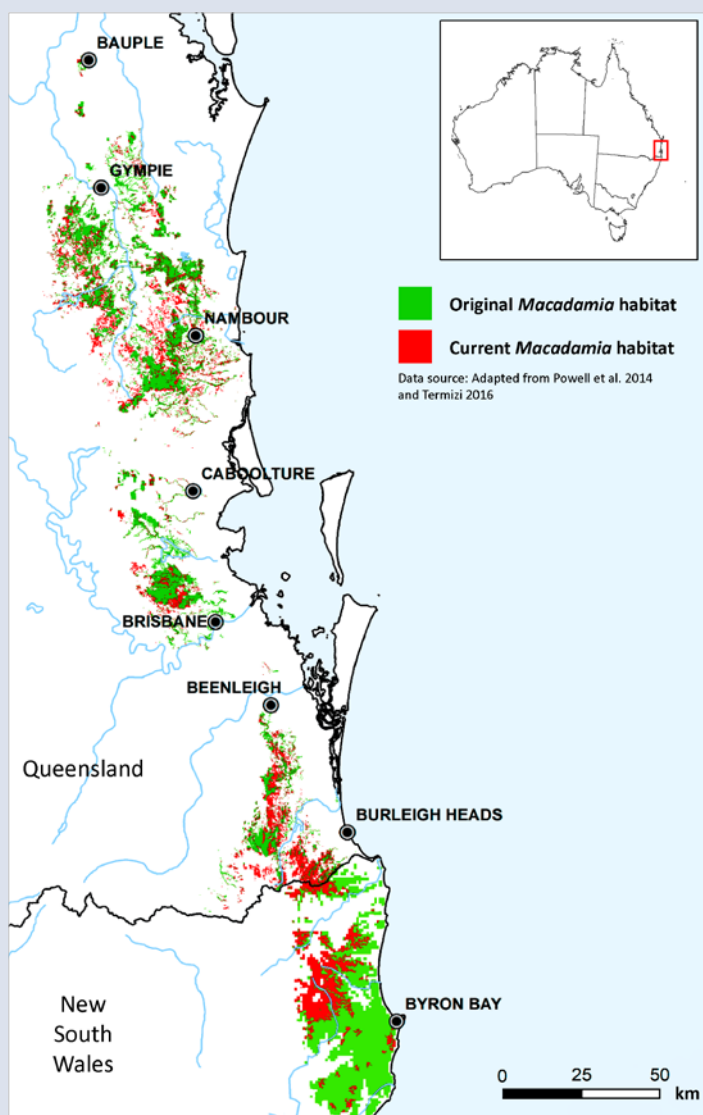 BAUPLE
GYMPIE
Original Macadamia habitat
NAMBOUR
Current Macadamia habitat
Data source: Adapted from Powell et al. 2014
and Termizi 2016
CABOOLTURE
BRISBANE
BEENLEIGH
Queensland
BURLEIGH HEADS
BYRON BAY
New
South
Wales
0 25 50
km